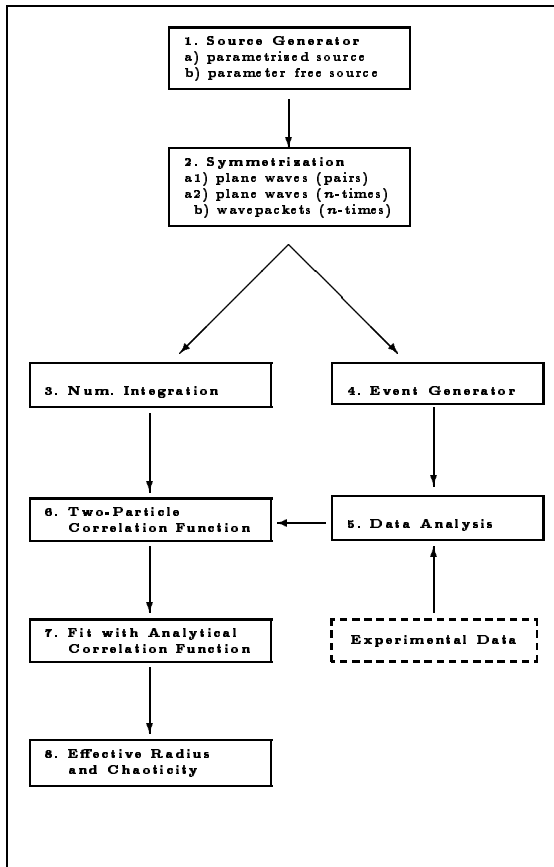 1. Source Generator
a) parametrized source
b) parameter free source
2. Symmetrization
a1) plane waves (pairs)
a2) plane waves (n-times)
b) wavepackets (n-times)
3. Num. Integration
4. Event Generator
6. Two-Particle
Correlation Function
5. Data Analysis
7. Fit with Analytical
Correlation Function
Experimental Data
8. Effective Radius
and Chaoticity